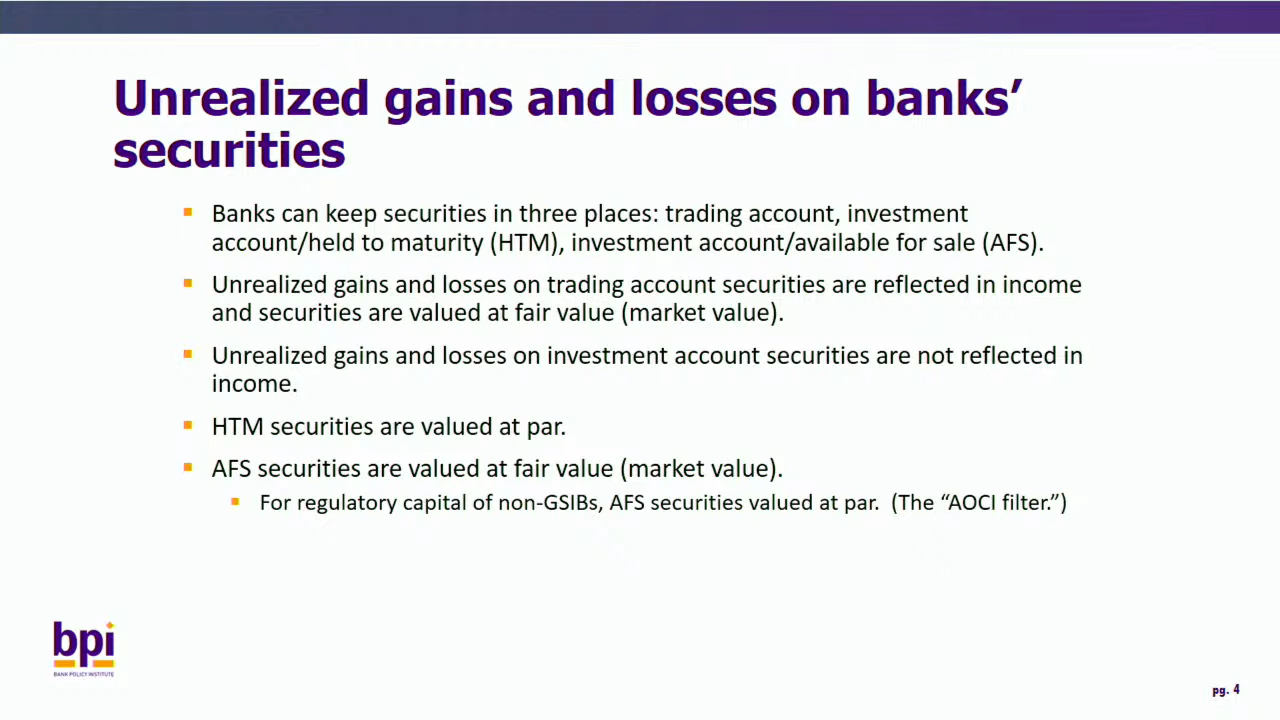 Unrealized gains and losses on banks’
securities
Banks can keep securities in three places: trading account, investment
account/held to maturity (HTM), investment account/available for sale (AFS).
Unrealized gains and losses on trading account securities are reflected in income
and securities are valued at fair value (market value).
Unrealized gains and losses on investment account securities are not reflected in
income.
HTM securities are valued at par.
AFS securities are valued at fair value (market value).
For regulatory capital of non-GSIBs, AFS securities valued at par. (The “AOCI filter.”)
bpi
BANK POLICY INSTITUTE
pg. 4